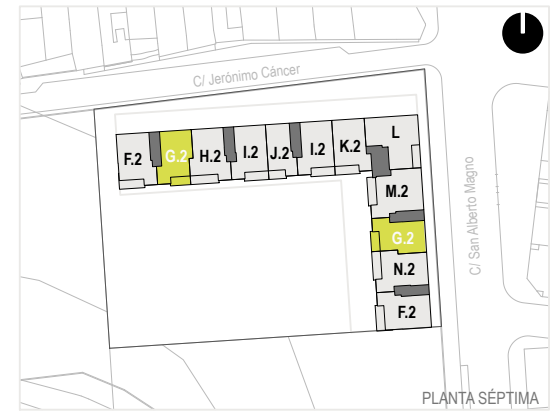 C/ Jerónimo Cáncer
F.2 G.2 H.2 I.2 J.2 I.2 K.2 L
M.2
G.2
N.2
F.2
C/ San Alberto Magno
PLANTA SÉPTIMA